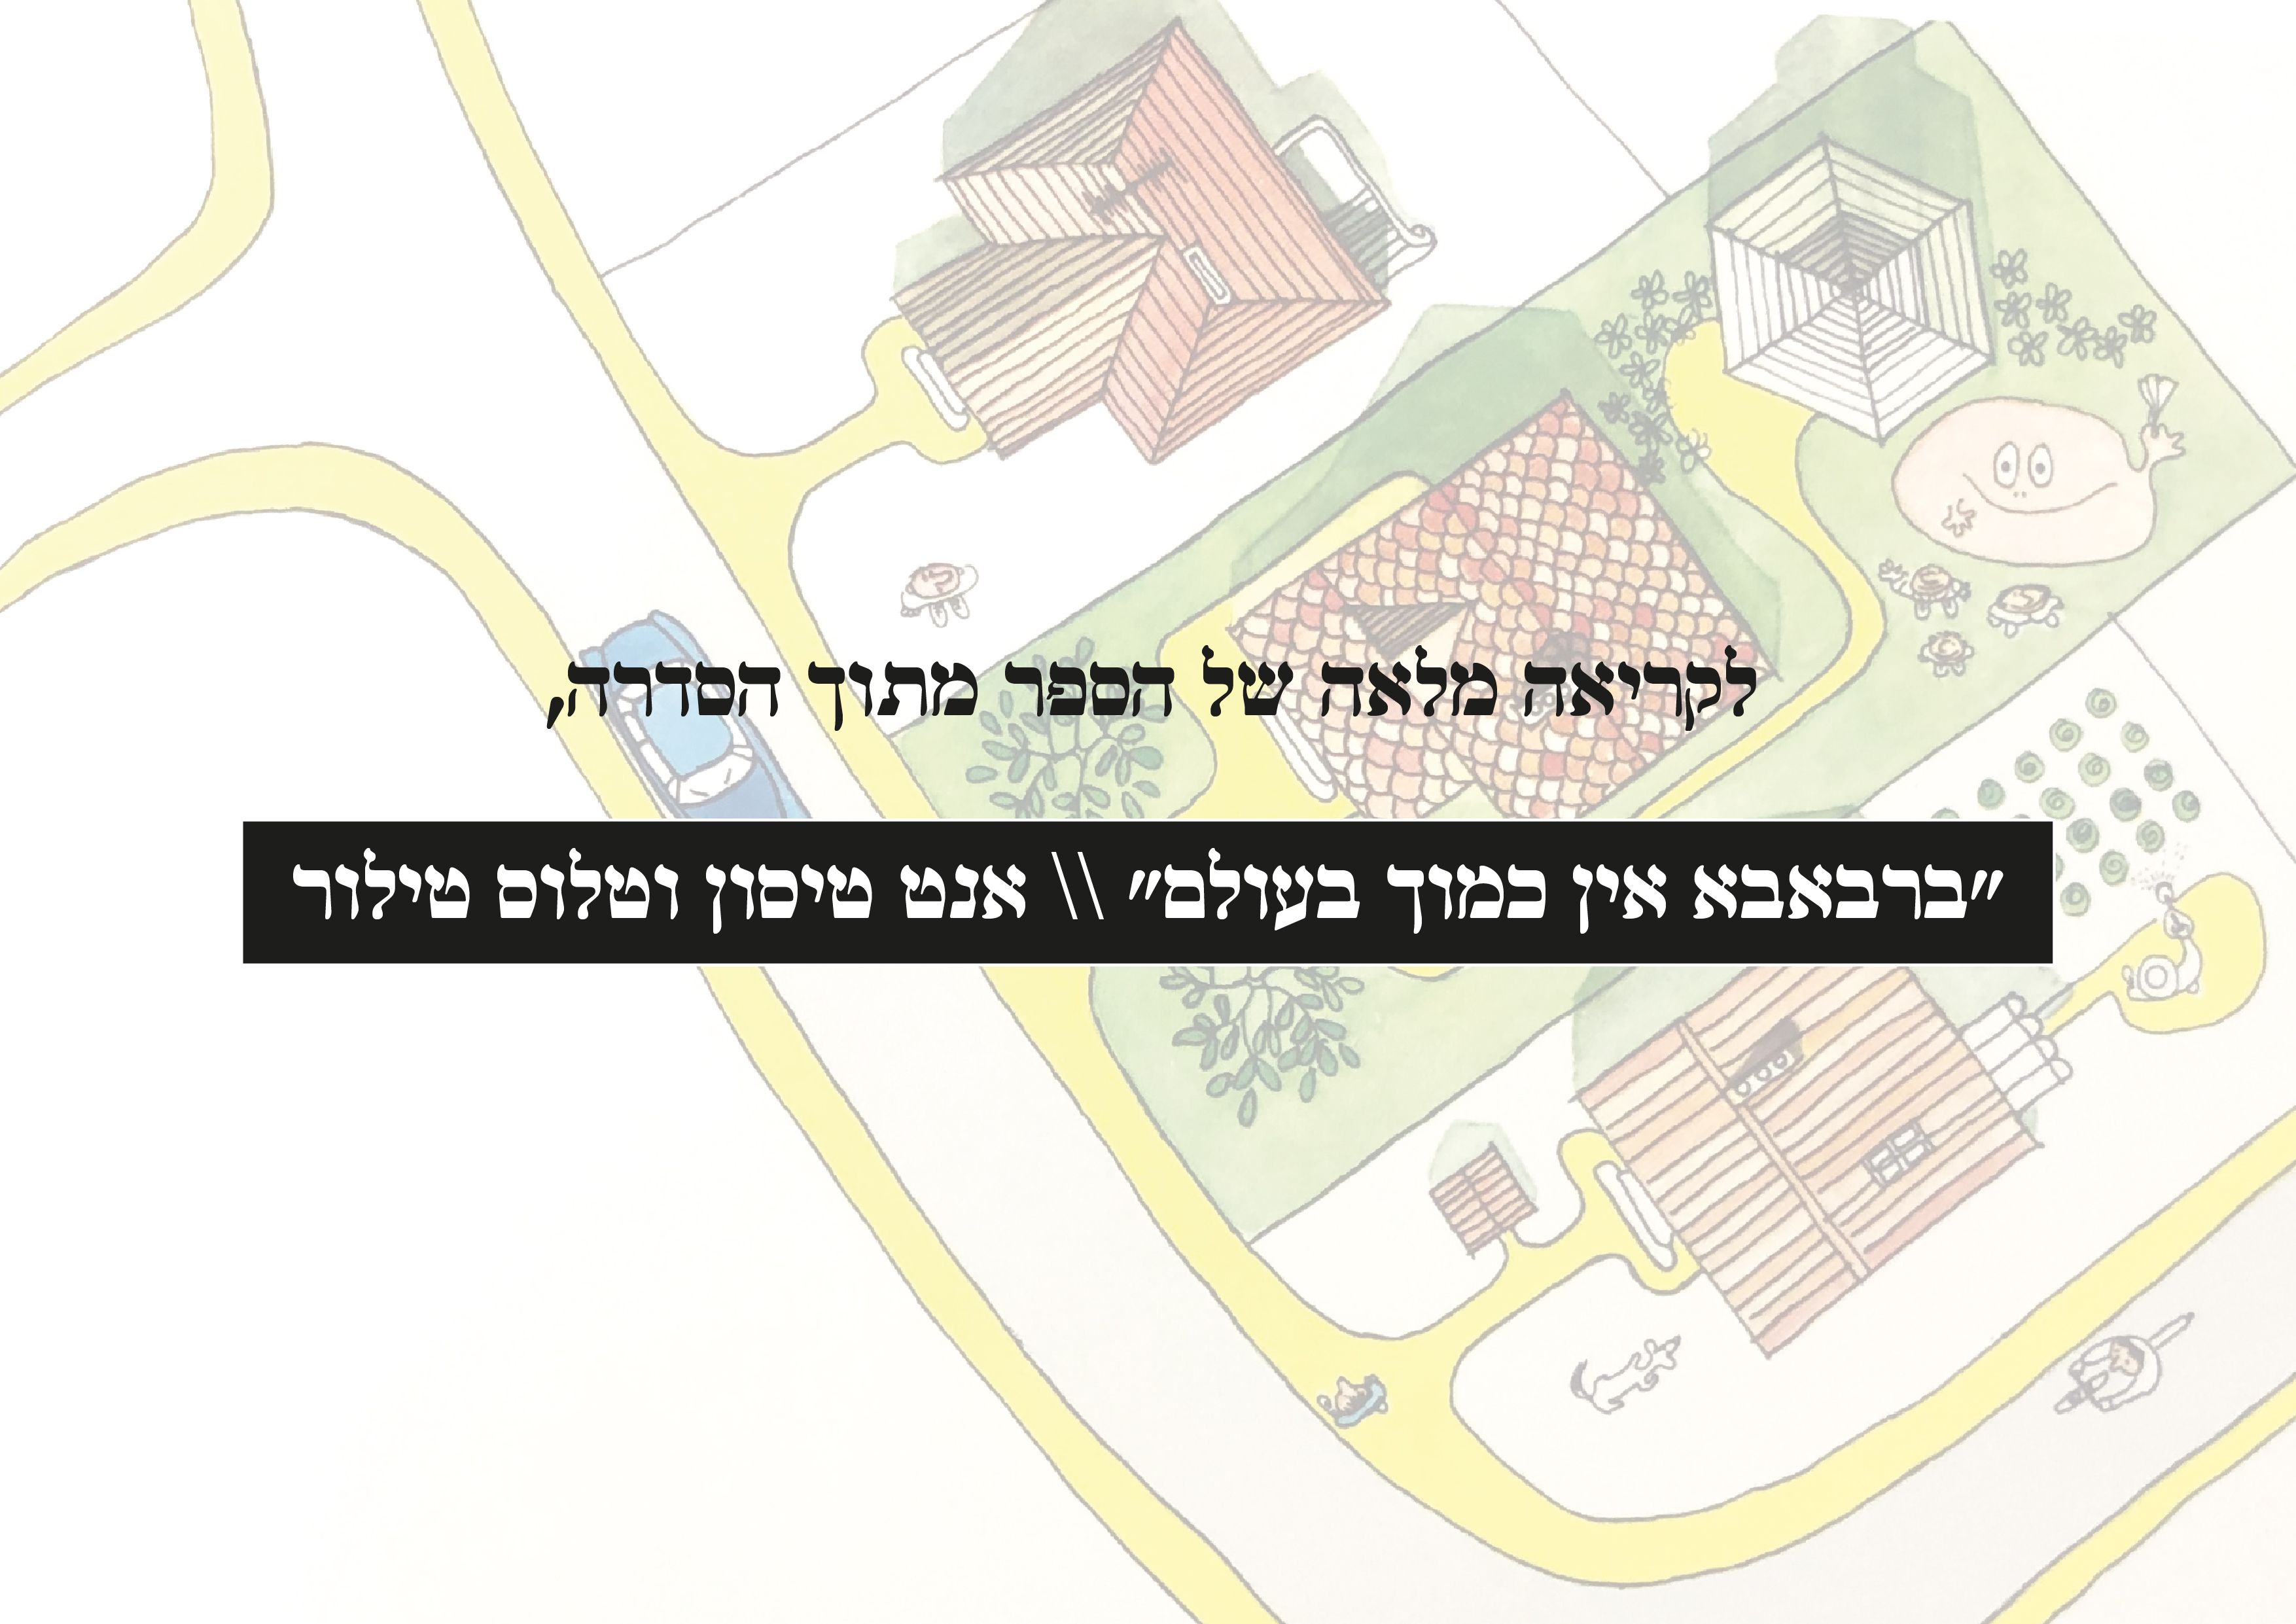 לקריאה מלאה של הספר מתוך הסדרה,
״ברבאבא אין כמוך בעולם״ \\ אנט טיסון וטלוס טילור